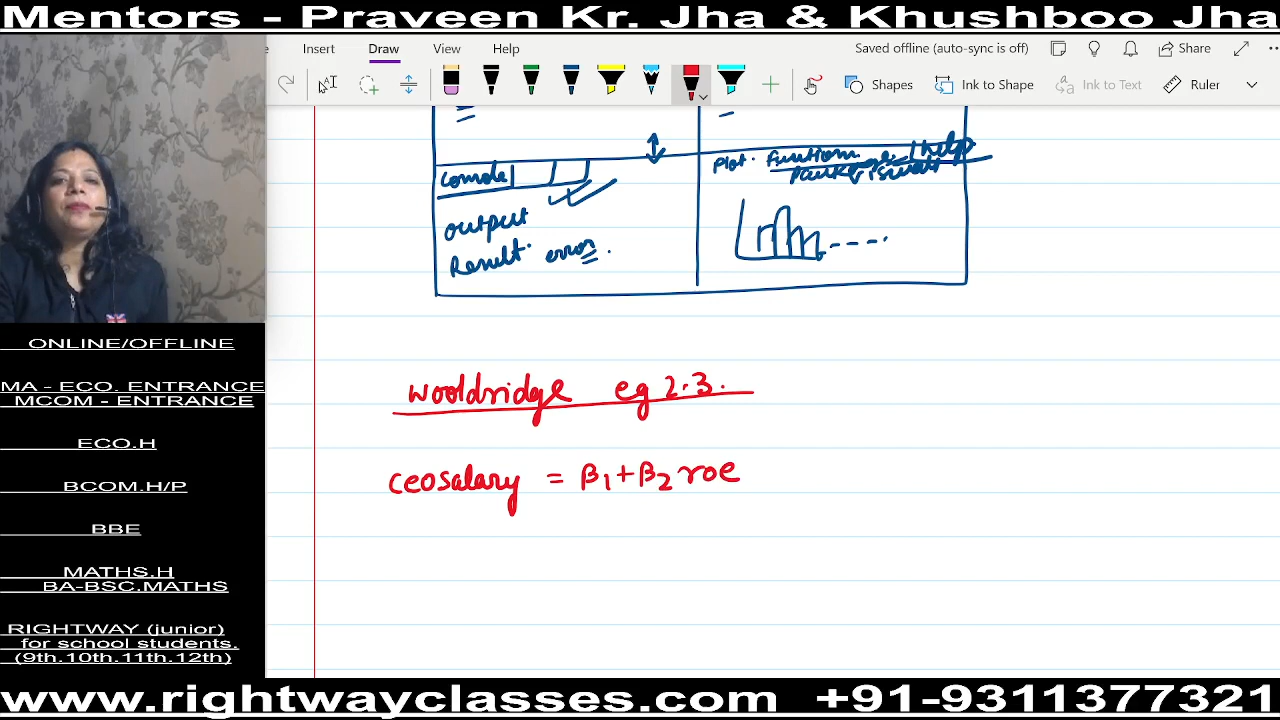 Mentors - Praveen Kr. Jha & Khushboo Jha
Insert Draw View Help
Saved offline (auto-sync is off) Share
Shapes Ink to Shape Ink to Text Ruler
Console
Plot. Functions help
output
Result. error.
ONLINE/OFFLINE
MA - ECO. ENTRANCE
MCOM - ENTRANCE
ECO.H
BCOM.H/P
BBE
MATHS.H
BA-BSC.MATHS
RIGHTWAY (junior)
for school students.
(9th.10th.11th.12th)
Wooldridge eg 2.3.
ceosalary = β1+β2 roe
www.rightwayclasses.com +91-9311377321